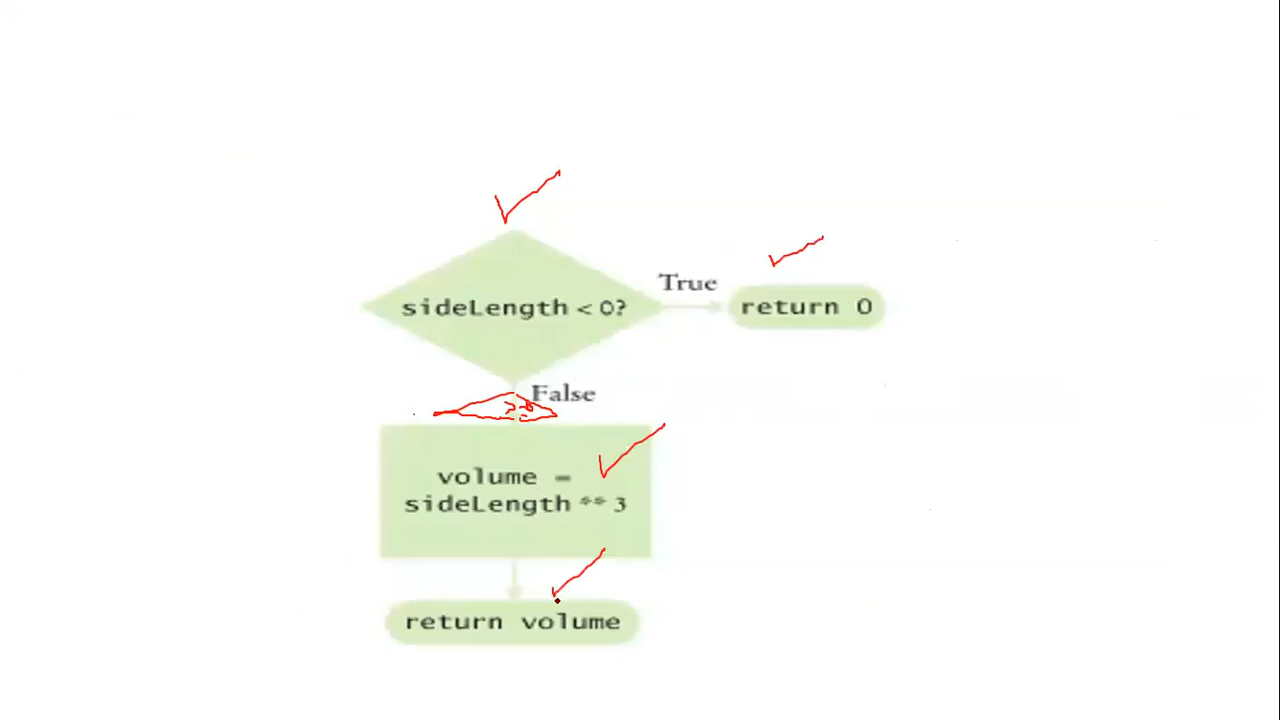 sideLength < 0?
True
return 0
False
volume =
sideLength ** 3
return volume